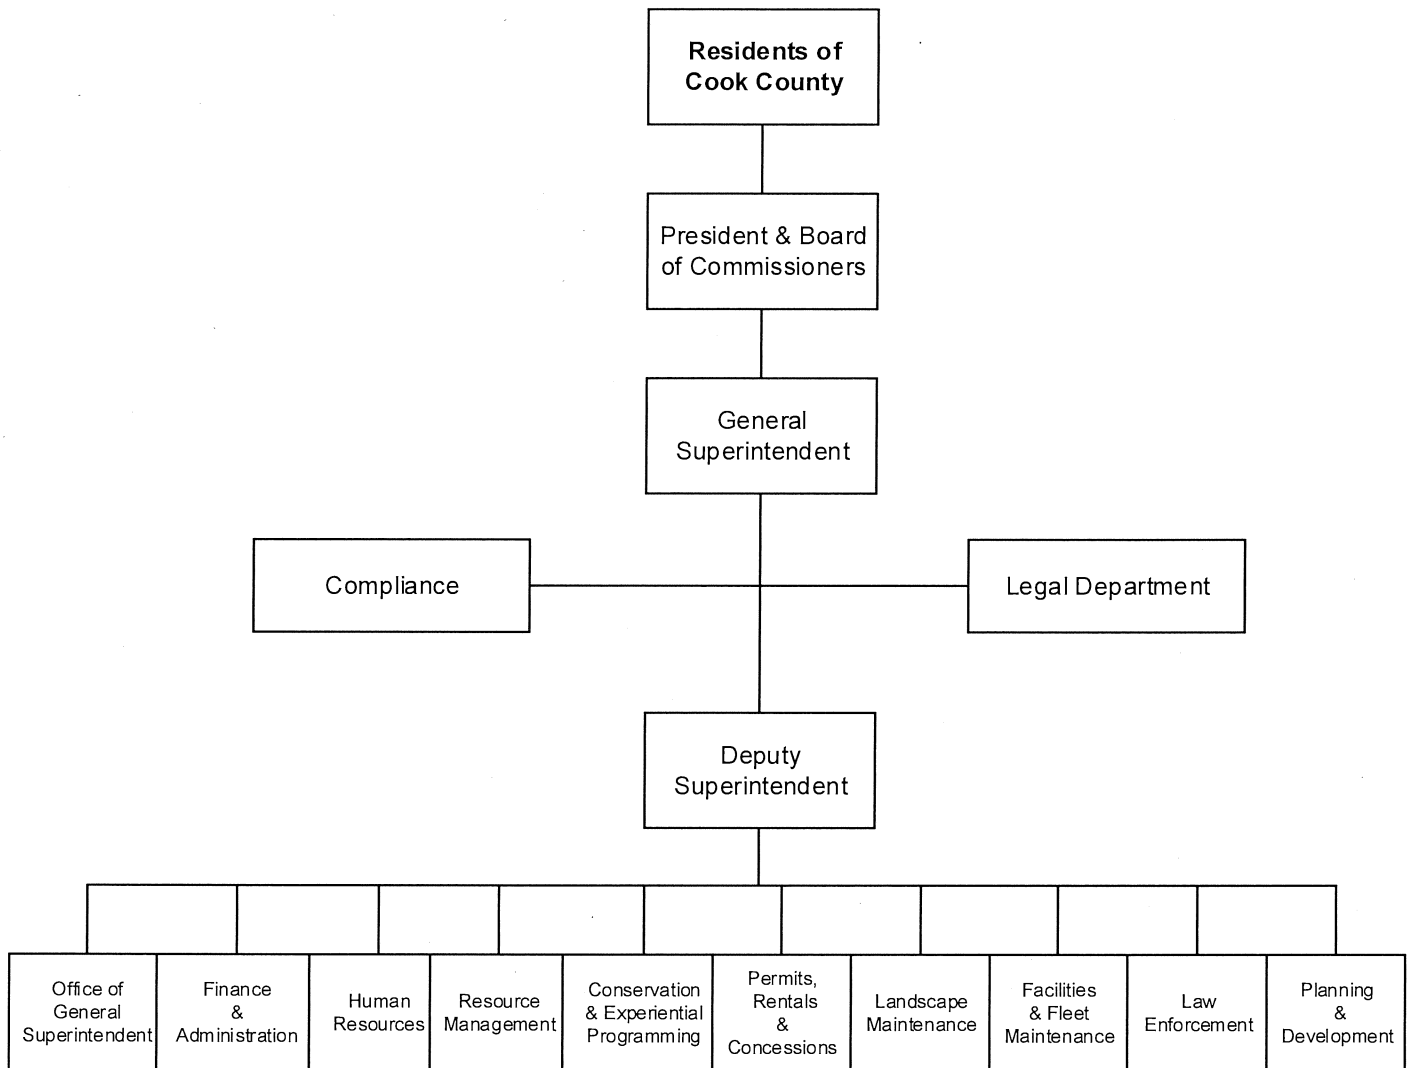 Residents of
Cook County
President & Board
of Commissioners
General
Superintendent
Compliance
Legal Department
Deputy
Superintendent
Office of
General
Superintendent
Finance
&
Administration
Human
Resources
Resource
Management
Conservation
& Experiential
Programming
Permits,
Rentals
&
Concessions
Landscape
Maintenance
Facilities
& Fleet
Maintenance
Law
Enforcement
Planning
&
Development